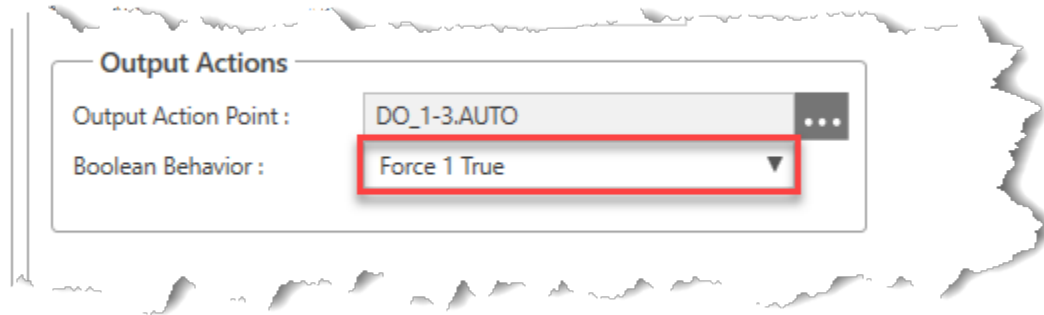 Output Actions
Output Action Point : DO_1-3.AUTO ...
Boolean Behavior : Force 1 True